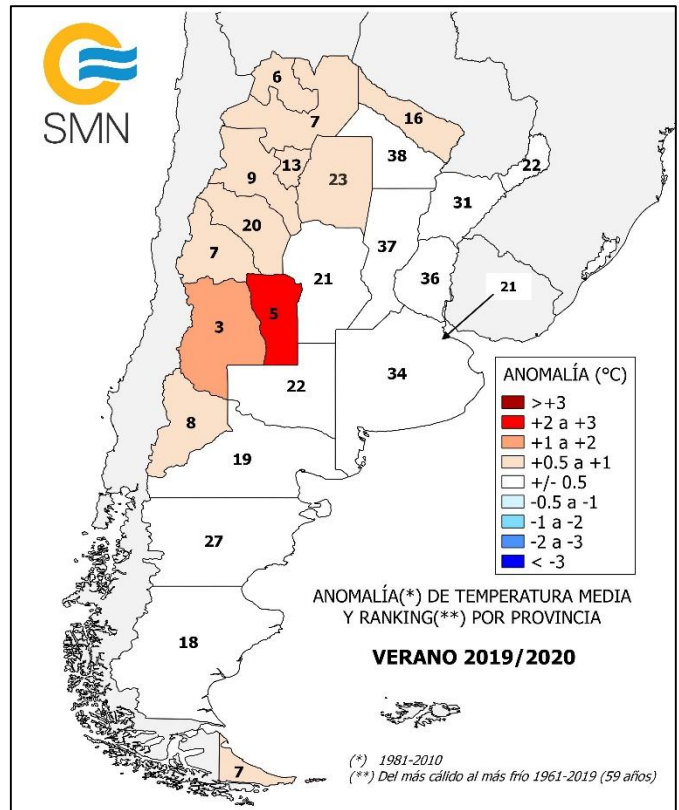 SMN
6
7
16
38
13
9
23
22
20
31
7
37
21
36
21
5
3
34
22
8
19
27
18
7
ANOMALÍA (°C)
>+3
+2 a +3
+1 a +2
+0.5 a +1
+/- 0.5
-0.5 a -1
-1 a -2
-2 a -3
< -3
ANOMALÍA(*) DE TEMPERATURA MEDIA
Y RANKING(**) POR PROVINCIA
VERANO 2019/2020
(*) 1981-2010
(**) Del más cálido al más frío 1961-2019 (59 años)